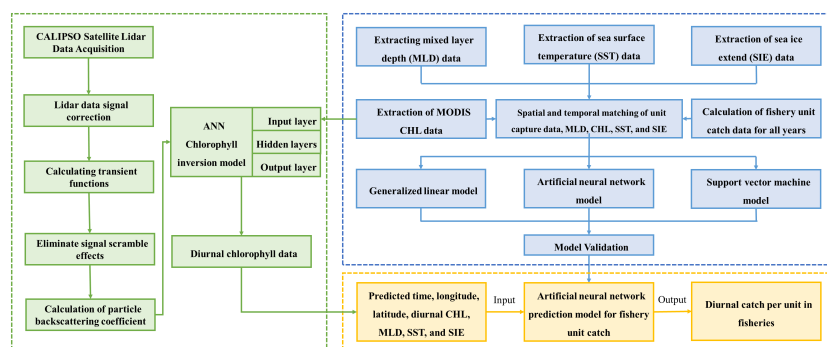 CALIPSO Satellite Lidar
Data Acquisition
Lidar data signal
correction
Calculating transient
functions
Eliminate signal scramble
effects
Calculation of particle
backscattering coefficient
ANN
Chlorophyll
inversion model
Input layer
Hidden layers
Output layer
Diurnal chlorophyll data
Extracting mixed layer
depth (MLD) data
Extraction of sea surface
temperature (SST) data
Extraction of sea ice
extend (SIE) data
Extraction of MODIS
CHL data
Spatial and temporal matching of unit
capture data, MLD, CHL, SST, and SIE
Calculation of fishery unit
catch data for all years
Generalized linear model
Artificial neural network
model
Support vector machine
model
Model Validation
Predicted time, longitude,
latitude, diurnal CHL,
MLD, SST, and SIE
Input
Artificial neural network
prediction model for fishery
unit catch
Output
Diurnal catch per unit in
fisheries